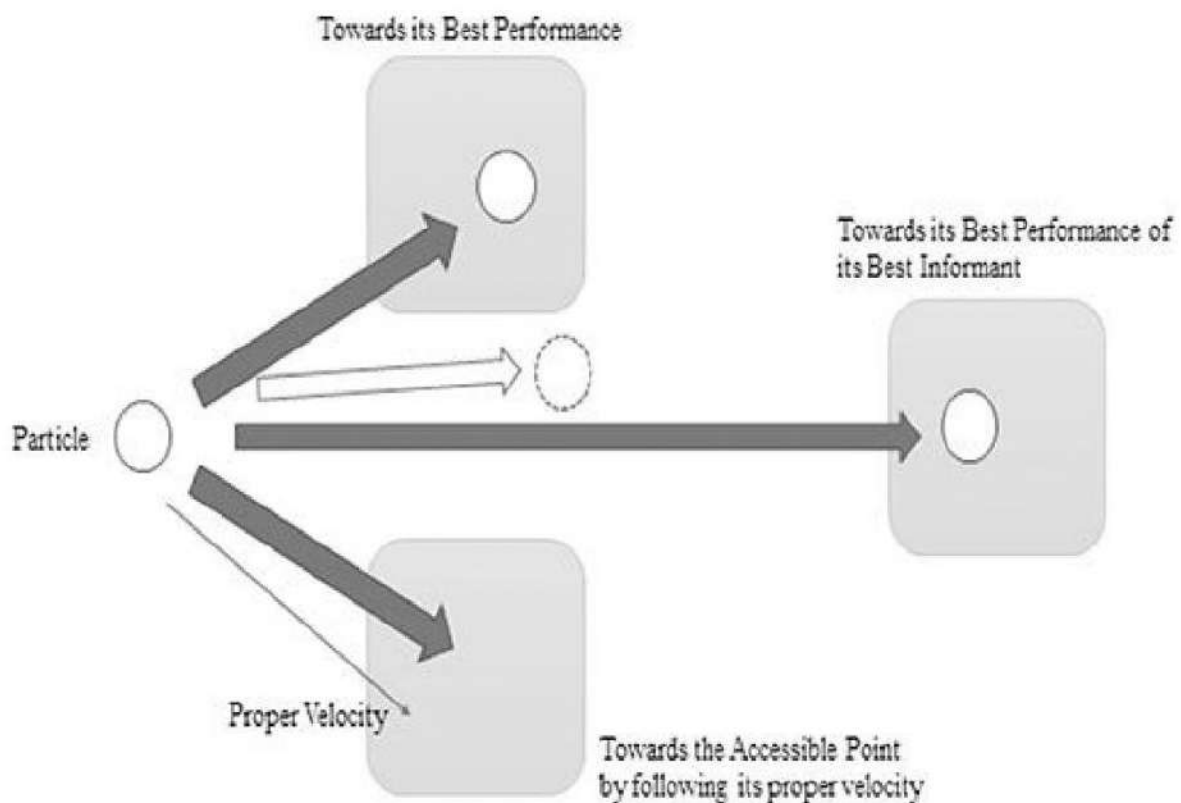 Towards its Best Performance
Towards its Best Performance of
its Best Informant
Particle
Proper Velocity
Towards the Accessible Point
by following its proper velocity